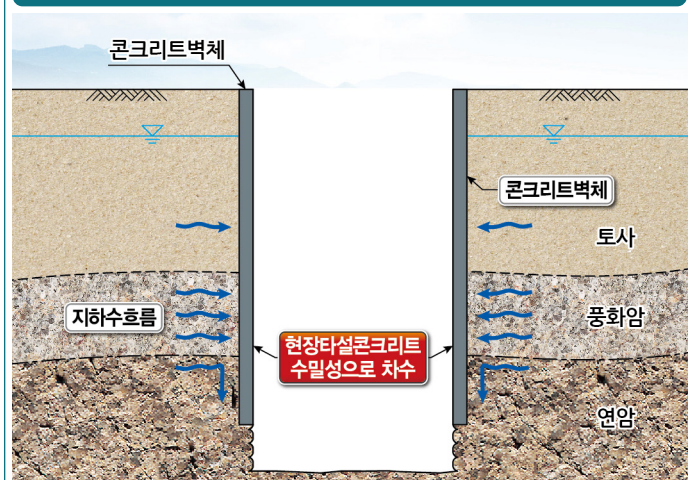 콘크리트벽체
콘크리트벽체
토사
지하수흐름
풍화암
현장타설콘크리트
수밀성으로 차수
연암